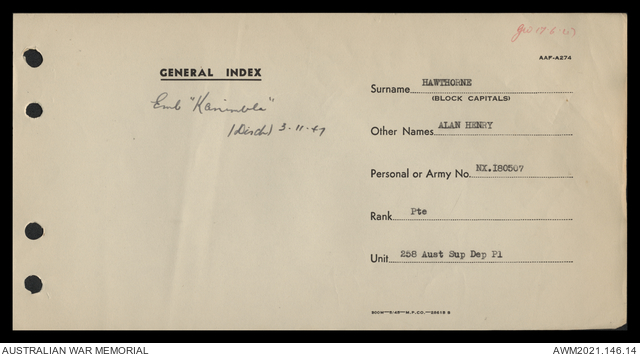 AAF-A274
GENERAL INDEX
Emb "Kanimbla"
(Disch) 3-11-47
Surname HAWTHORNE
(BLOCK CAPITALS)
Other Names ALAN HENRY
Personal or Army No. NX.180507
Rank Pte
Unit 258 Aust Sup Dep Pl
AUSTRALIAN WAR MEMORIAL
AWM2021.146.14